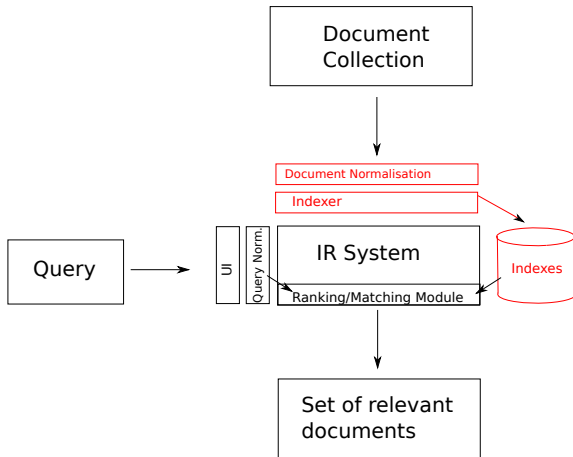 Document
Collection
Document Normalisation
Indexer
Query
UI
Query Norm.
IR System
Indexes
Ranking/Matching Module
Set of relevant
documents